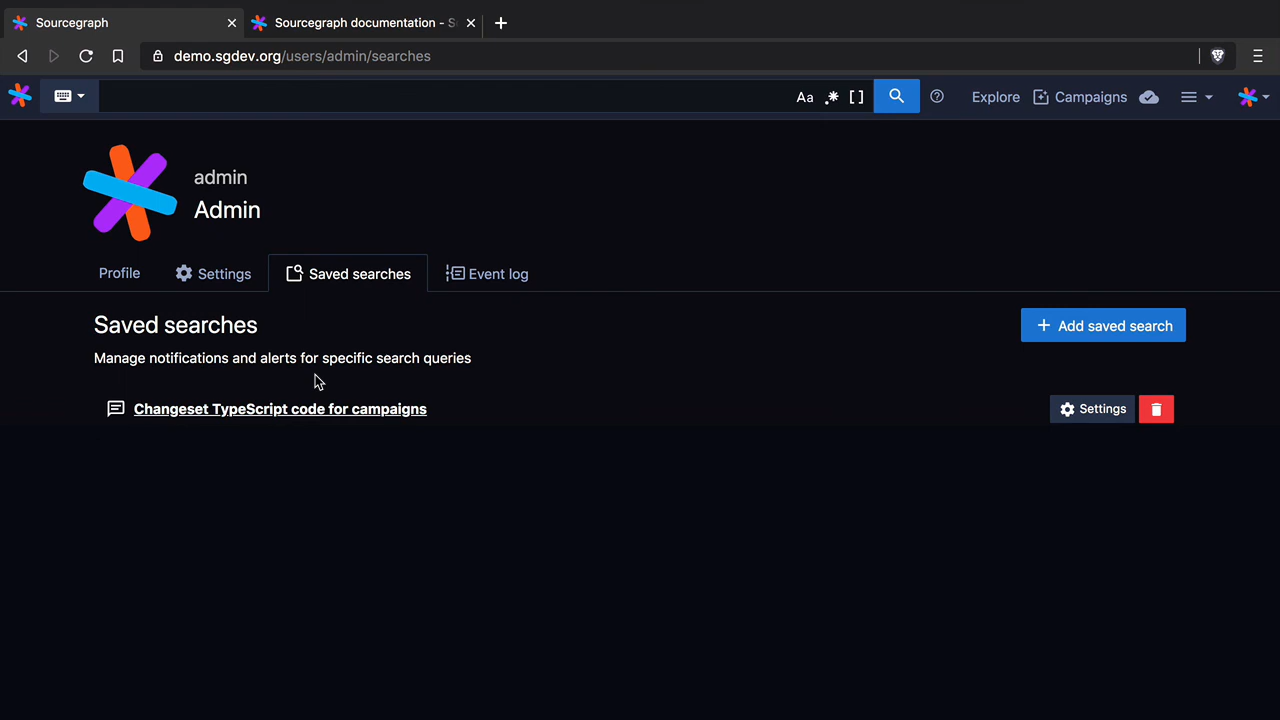 Sourcegraph
Sourcegraph documentation - S
demo.sgdev.org/users/admin/searches
Aa .* [] Explore Campaigns
admin
Admin
Profile Settings Saved searches Event log
Saved searches
+ Add saved search
Manage notifications and alerts for specific search queries
Changeset TypeScript code for campaigns Settings